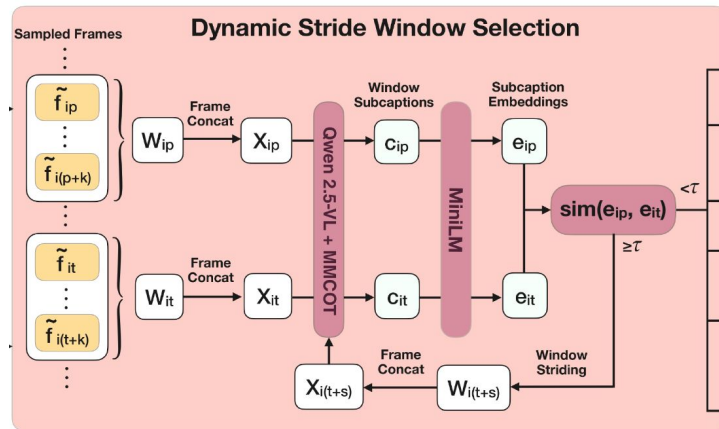 Dynamic Stride Window Selection
Sampled Frames
f̃ip
f̃i(p+k)
Wip
Frame
Concat
Xip
Qwen 2.5-VL + MMCOT
Window
Subcaptions
cip
MiniLM
Subcaption
Embeddings
eip
sim(eip, eit)
<τ
≥τ
f̃it
f̃i(t+k)
Wit
Frame
Concat
Xit
cit
eit
Xi(t+s)
Frame
Concat
Wi(t+s)
Window
Striding